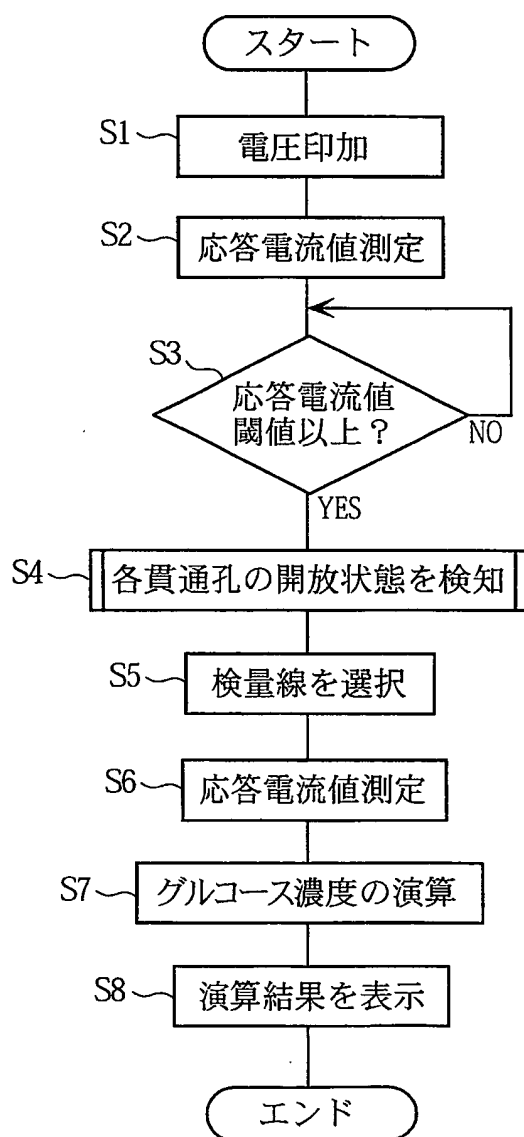 スタート
S1
電圧印加
S2
応答電流値測定
S3
応答電流値
閾値以上？
NO
YES
S4
各貫通孔の開放状態を検知
S5
検量線を選択
S6
応答電流値測定
S7
グルコース濃度の演算
S8
演算結果を表示
エンド